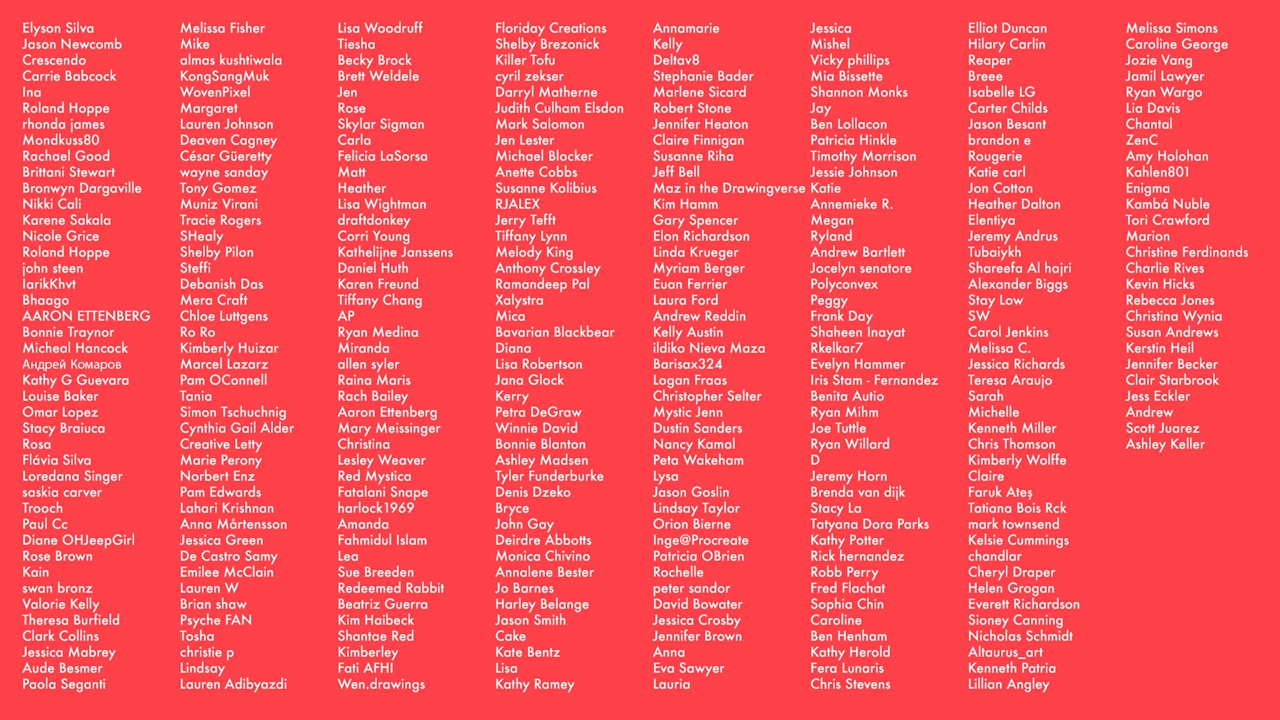 Elyson Silva
Jason Newcomb
Crescendo
Carrie Babcock
Ina
Roland Hoppe
rhonda james
Mondkuss80
Rachael Good
Brittani Stewart
Bronwyn Dargaville
Nikki Cali
Karene Sakala
Nicole Grice
Roland Hoppe
john steen
IarikKhvt
Bhaago
AARON ETTENBERG
Bonnie Traynor
Micheal Hancock
Андрей Комаров
Kathy G Guevara
Louise Baker
Omar Lopez
Stacy Braiuca
Rosa
Flávia Silva
Loredana Singer
saskia carver
Trooch
Paul Cc
Diane OHJeepGirl
Rose Brown
Kain
swan bronz
Valorie Kelly
Theresa Burfield
Clark Collins
Jessica Mabrey
Aude Besmer
Paola Seganti
Melissa Fisher
Mike
almas kushtiwala
KongSangMuk
WovenPixel
Margaret
Lauren Johnson
Deaven Cagney
César Güeretty
wayne sanday
Tony Gomez
Muniz Virani
Tracie Rogers
SHealy
Shelby Pilon
Steffi
Debanish Das
Mera Craft
Chloe Luttgens
Ro Ro
Kimberly Huizar
Marcel Lazarz
Pam OConnell
Tania
Simon Tschuchnig
Cynthia Gail Alder
Creative Letty
Marie Perony
Norbert Enz
Pam Edwards
Lahari Krishnan
Anna Mårtensson
Jessica Green
De Castro Samy
Emilee McClain
Lauren W
Brian shaw
Psyche FAN
Tosha
christie p
Lindsay
Lauren Adibyazdi
Lisa Woodruff
Tiesha
Becky Brock
Brett Weldele
Jen
Rose
Skylar Sigman
Carla
Felicia LaSorsa
Matt
Heather
Lisa Wightman
draftdonkey
Corri Young
Kathelijne Janssens
Daniel Huth
Karen Freund
Tiffany Chang
AP
Ryan Medina
Miranda
allen syler
Raina Maris
Rach Bailey
Aaron Ettenberg
Mary Meissinger
Christina
Lesley Weaver
Red Mystica
Fatalani Snape
harlock1969
Amanda
Fahmidul Islam
Lea
Sue Breeden
Redeemed Rabbit
Beatriz Guerra
Kim Haibeck
Shantae Red
Kimberley
Fati AFHI
Wen.drawings
Floriday Creations
Shelby Brezonick
Killer Tofu
cyril zekser
Darryl Matherne
Judith Culham Elsdon
Mark Salomon
Jen Lester
Michael Blocker
Anette Cobbs
Susanne Kolibius
RJALEX
Jerry Tefft
Tiffany Lynn
Melody King
Anthony Crossley
Ramandeep Pal
Xalystra
Mica
Bavarian Blackbear
Diana
Lisa Robertson
Jana Glock
Kerry
Petra DeGraw
Winnie David
Bonnie Blanton
Ashley Madsen
Tyler Funderburke
Denis Dzeko
Bryce
John Gay
Deirdre Abbotts
Monica Chivino
Annalene Bester
Jo Barnes
Harley Belange
Jason Smith
Cake
Kate Bentz
Lisa
Kathy Ramey
Annamarie
Kelly
Deltav8
Stephanie Bader
Marlene Sicard
Robert Stone
Jennifer Heaton
Claire Finnigan
Susanne Riha
Jeff Bell
Maz in the Drawingverse
Kim Hamm
Gary Spencer
Elon Richardson
Linda Krueger
Myriam Berger
Euan Ferrier
Laura Ford
Andrew Reddin
Kelly Austin
ildiko Nieva Maza
Barisax324
Logan Fraas
Christopher Selter
Mystic Jenn
Dustin Sanders
Nancy Kamal
Peta Wakeham
Lysa
Jason Goslin
Lindsay Taylor
Orion Bierne
Inge@Procreate
Patricia OBrien
Rochelle
peter sandor
David Bowater
Jessica Crosby
Jennifer Brown
Anna
Eva Sawyer
Lauria
Jessica
Mishel
Vicky phillips
Mia Bissette
Shannon Monks
Jay
Ben Lollacon
Patricia Hinkle
Timothy Morrison
Jessie Johnson
Katie
Annemieke R.
Megan
Ryland
Andrew Bartlett
Jocelyn senatore
Polyconvex
Peggy
Frank Day
Shaheen Inayat
Rkelkar7
Evelyn Hammer
Iris Stam - Fernandez
Benita Autio
Ryan Mihm
Joe Tuttle
Ryan Willard
D
Jeremy Horn
Brenda van dijk
Stacy La
Tatyana Dora Parks
Kathy Potter
Rick hernandez
Robb Perry
Fred Flachat
Sophia Chin
Caroline
Ben Henham
Kathy Herold
Fera Lunaris
Chris Stevens
Elliot Duncan
Hilary Carlin
Reaper
Breee
Isabelle LG
Carter Childs
Jason Besant
brandon e
Rougerie
Katie carl
Jon Cotton
Heather Dalton
Elentiya
Jeremy Andrus
Tubaiykh
Shareefa Al hajri
Alexander Biggs
Stay Low
SW
Carol Jenkins
Melissa C.
Jessica Richards
Teresa Araujo
Sarah
Michelle
Kenneth Miller
Chris Thomson
Kimberly Wolffe
Claire
Faruk Ateş
Tatiana Bois Rck
mark townsend
Kelsie Cummings
chandlar
Cheryl Draper
Helen Grogan
Everett Richardson
Sioney Canning
Nicholas Schmidt
Altaurus_art
Kenneth Patria
Lillian Angley
Melissa Simons
Caroline George
Jozie Vang
Jamil Lawyer
Ryan Wargo
Lia Davis
Chantal
ZenC
Amy Holohan
Kahlen801
Enigma
Kambá Nuble
Tori Crawford
Marion
Christine Ferdinands
Charlie Rives
Kevin Hicks
Rebecca Jones
Christina Wynia
Susan Andrews
Kerstin Heil
Jennifer Becker
Clair Starbrook
Jess Eckler
Andrew
Scott Juarez
Ashley Keller